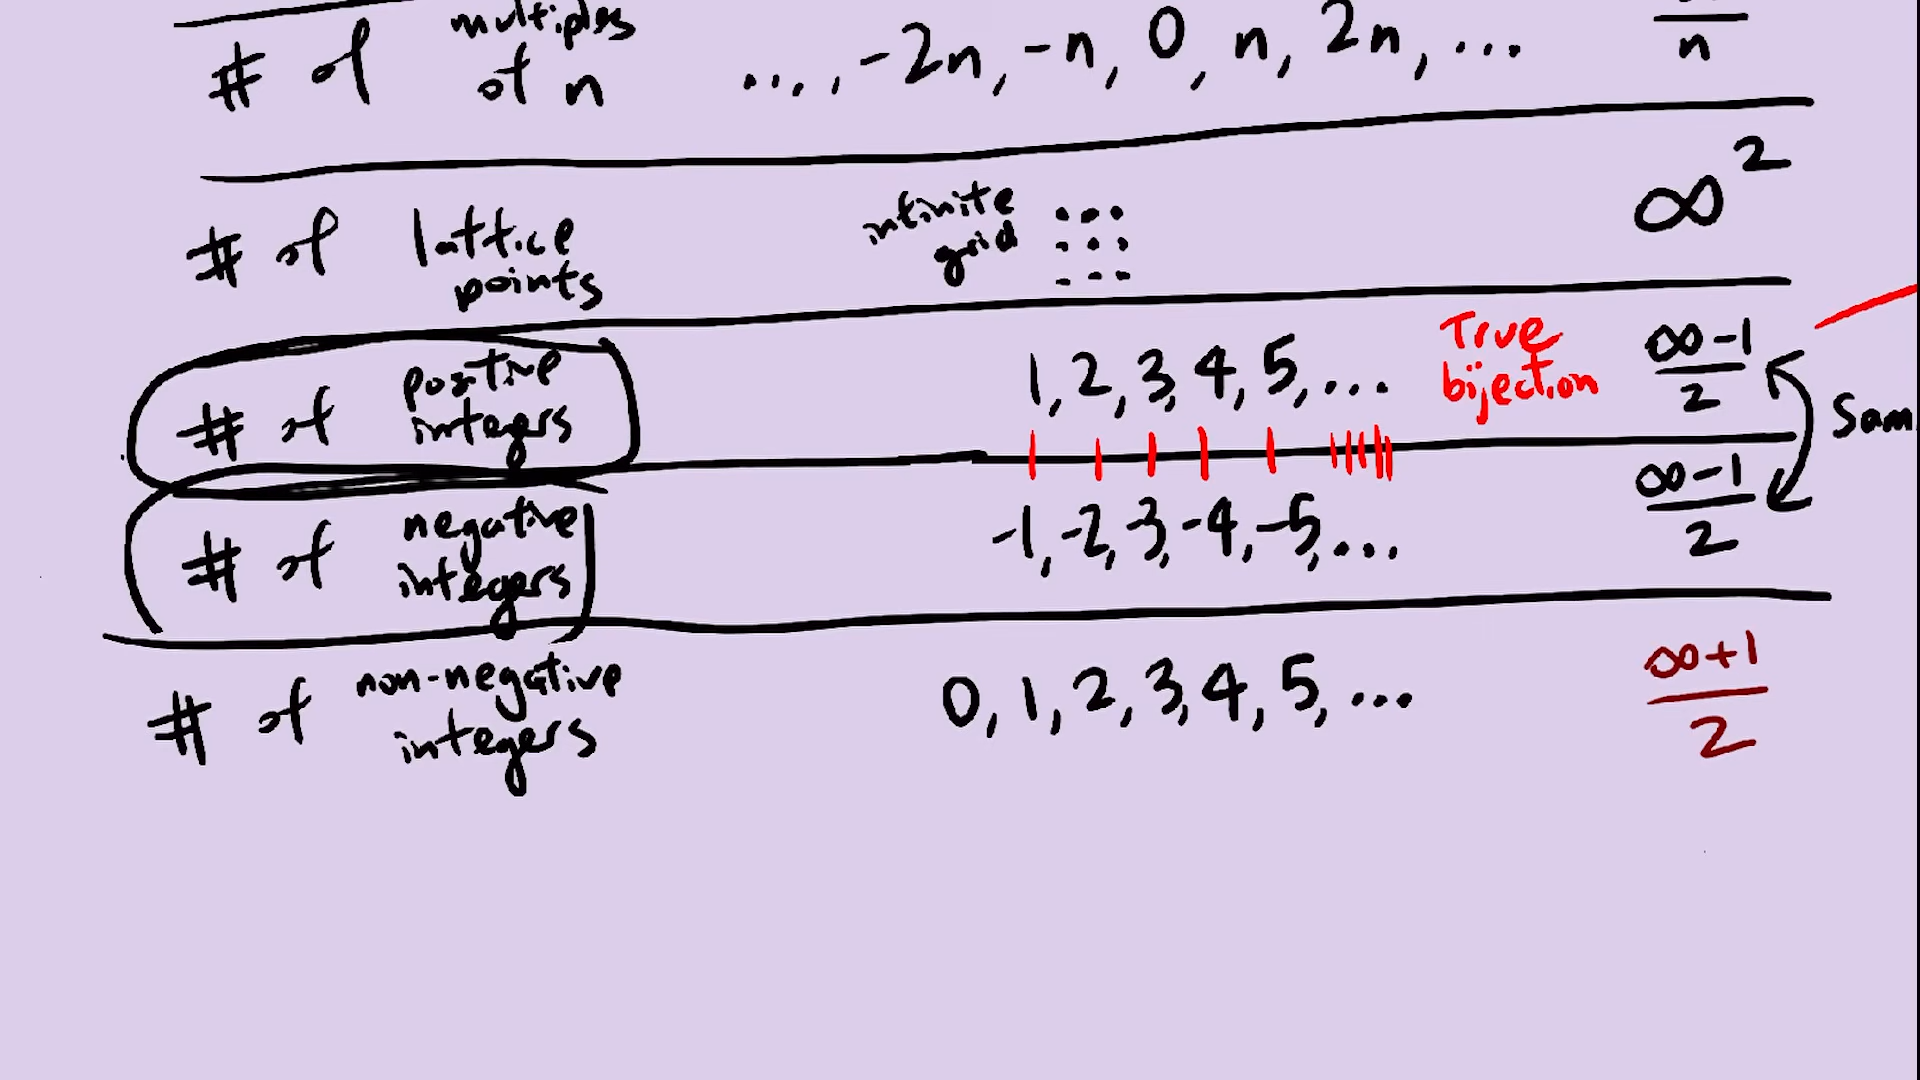 # of multiples of n ..., -2n, -n, 0, n, 2n, ... n
# of lattice points infinite grid ∞²
# of positive integers 1, 2, 3, 4, 5, ... True bijection ∞-1/2
# of negative integers -1, -2, -3, -4, -5, ... ∞-1/2
# of non-negative integers 0, 1, 2, 3, 4, 5, ... ∞+1/2